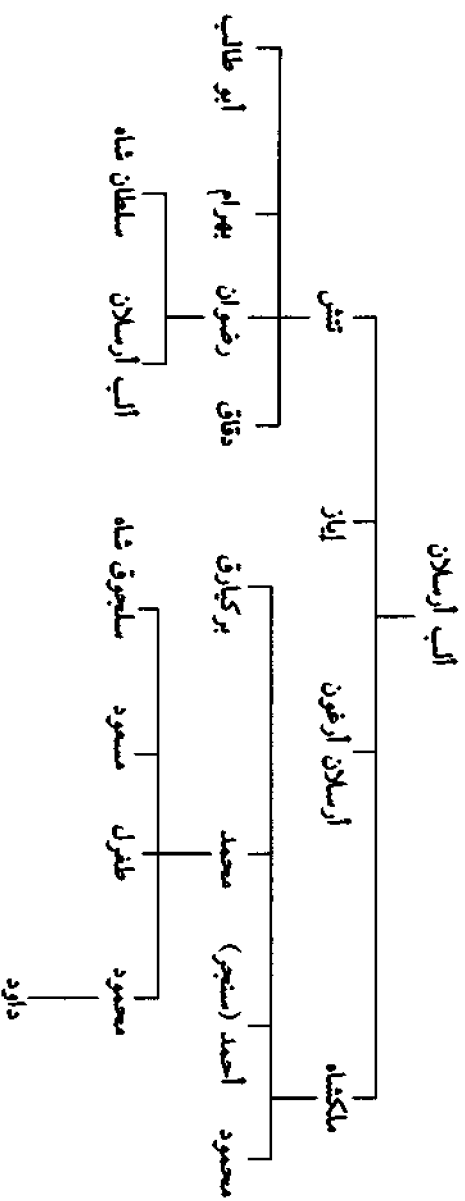 ألب أرسلان
ملكشاه أرسلان أرغون إياز تتش
محمود أحمد (سنجر) محمد بركيارق دقاق رضوان بهرام أبو طالب
محمود طغرل مسعود سلجوق شاه ألب أرسلان سلطان شاه
داود